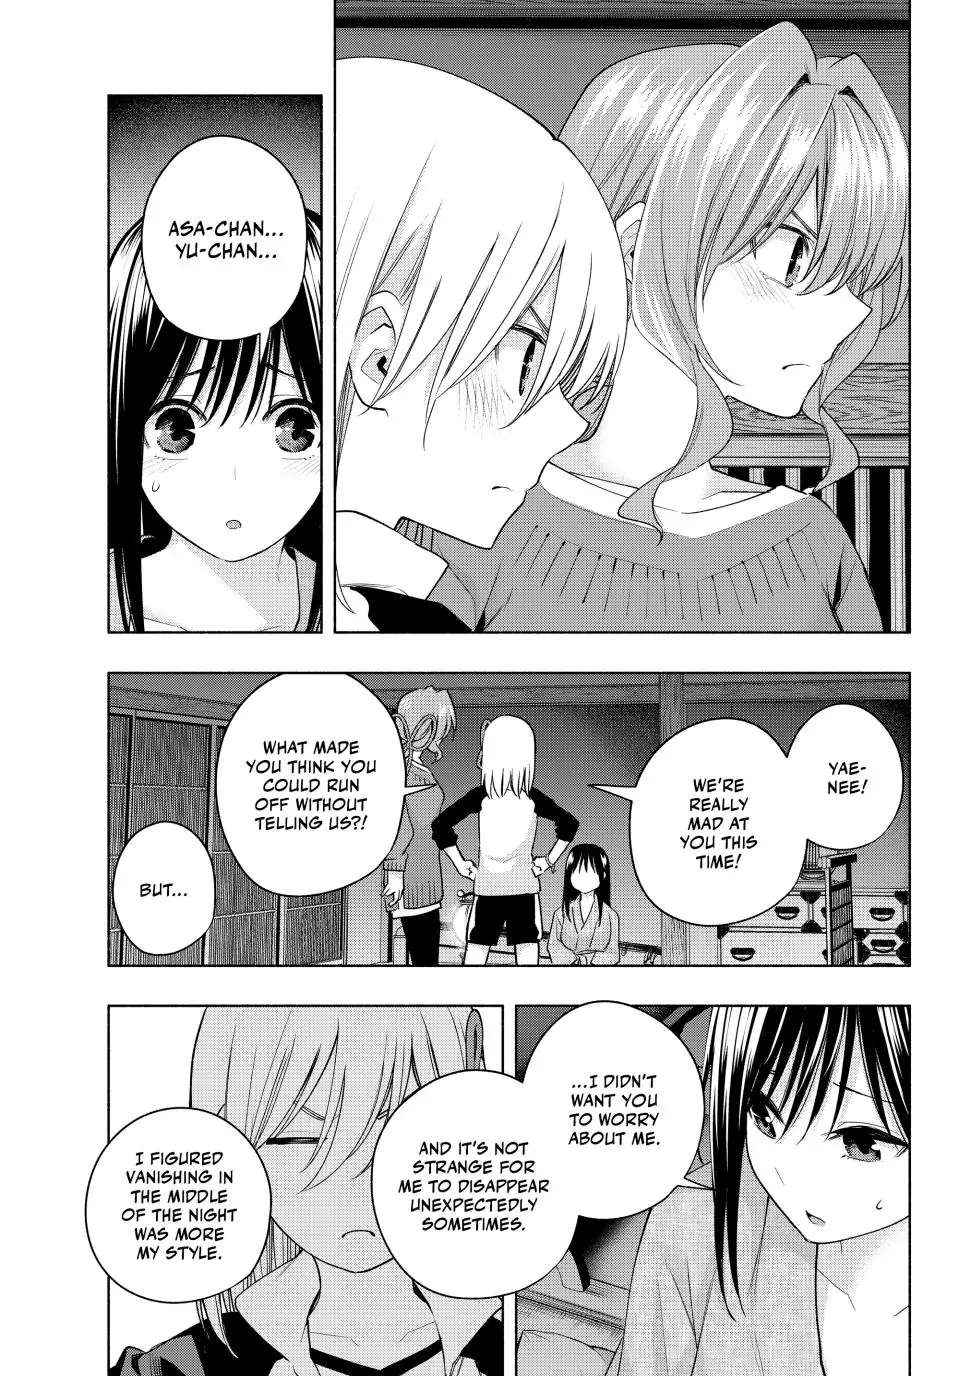 ASA-CHAN...
YU-CHAN...
YAE-
NEE!
WE'RE
REALLY
MAD AT
YOU THIS
TIME!
WHAT MADE
YOU THINK YOU
COULD RUN
OFF WITHOUT
TELLING US?!
BUT...
...I DIDN'T
WANT YOU
TO WORRY
ABOUT ME.
AND IT'S NOT
STRANGE FOR
ME TO DISAPPEAR
UNEXPECTEDLY
SOMETIMES.
I FIGURED
VANISHING IN
THE MIDDLE
OF THE NIGHT
WAS MORE
MY STYLE.